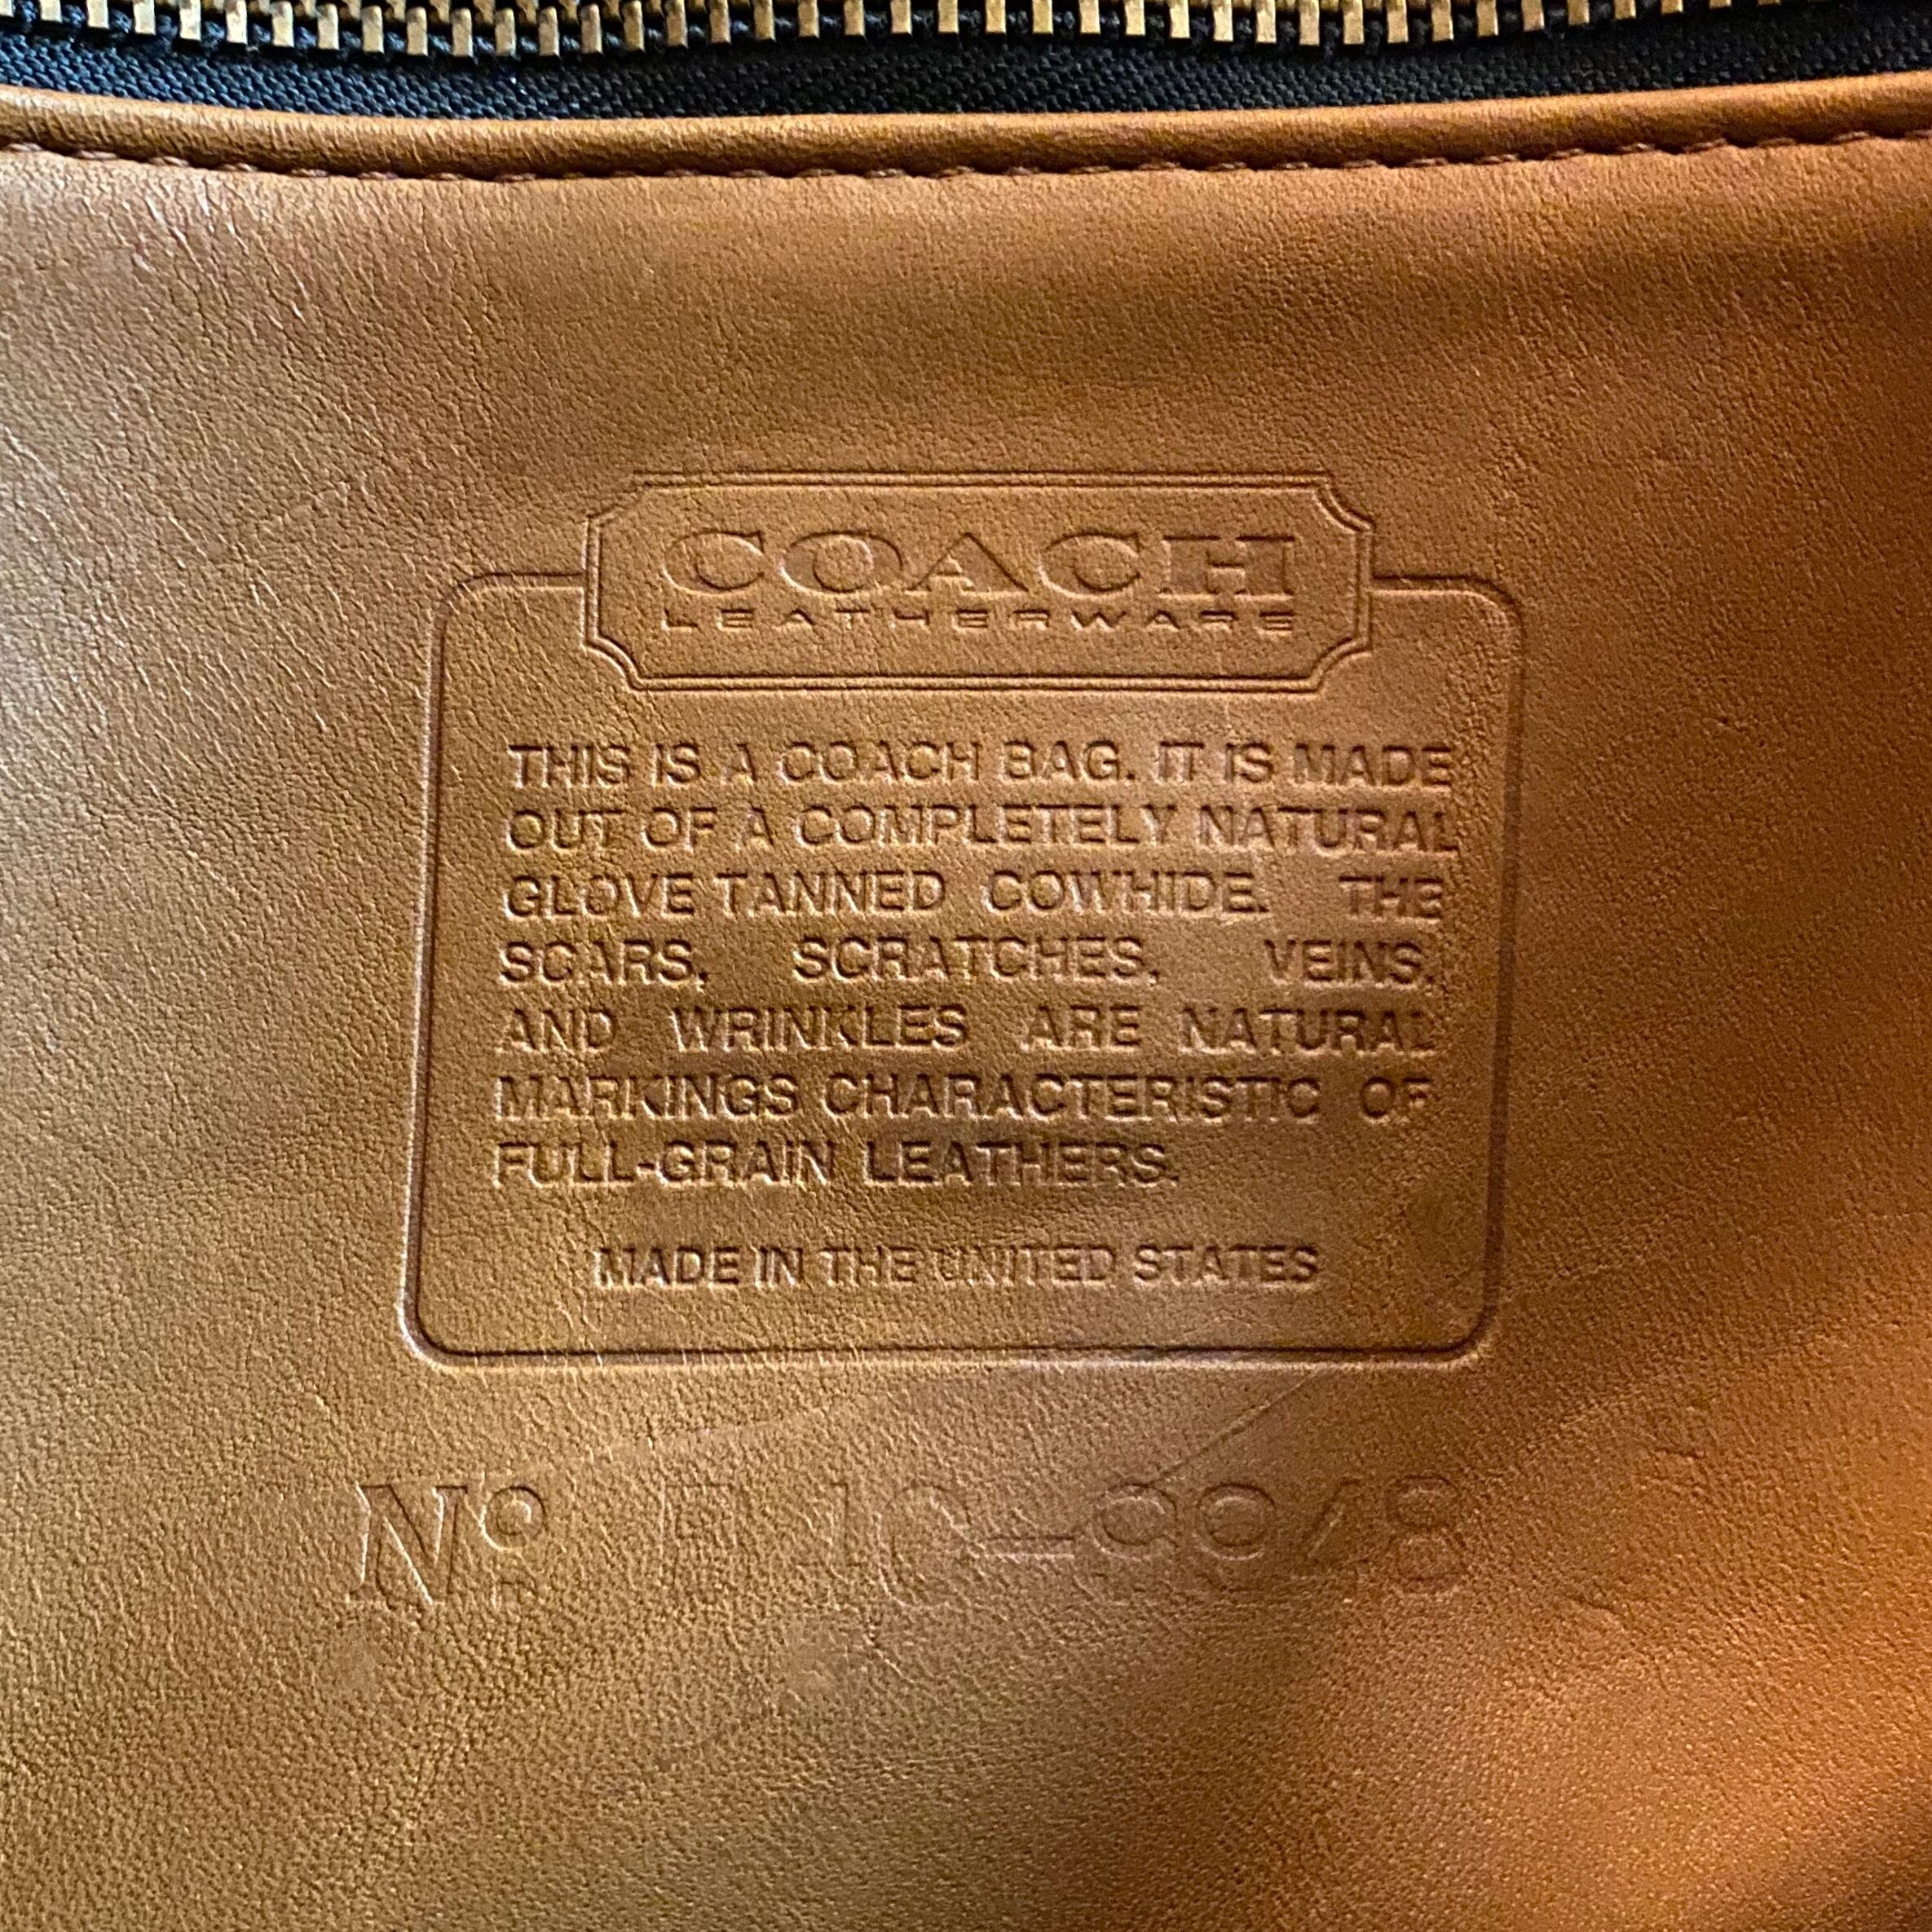 COACH
LEATHERWARE
THIS IS A COACH BAG. IT IS MADE
OUT OF A COMPLETELY NATURAL
GLOVE TANNED COWHIDE. THE
SCARS, SCRATCHES, VEINS,
AND WRINKLES ARE NATURAL
MARKINGS CHARACTERISTIC OF
FULL-GRAIN LEATHERS.
MADE IN THE UNITED STATES
Nº